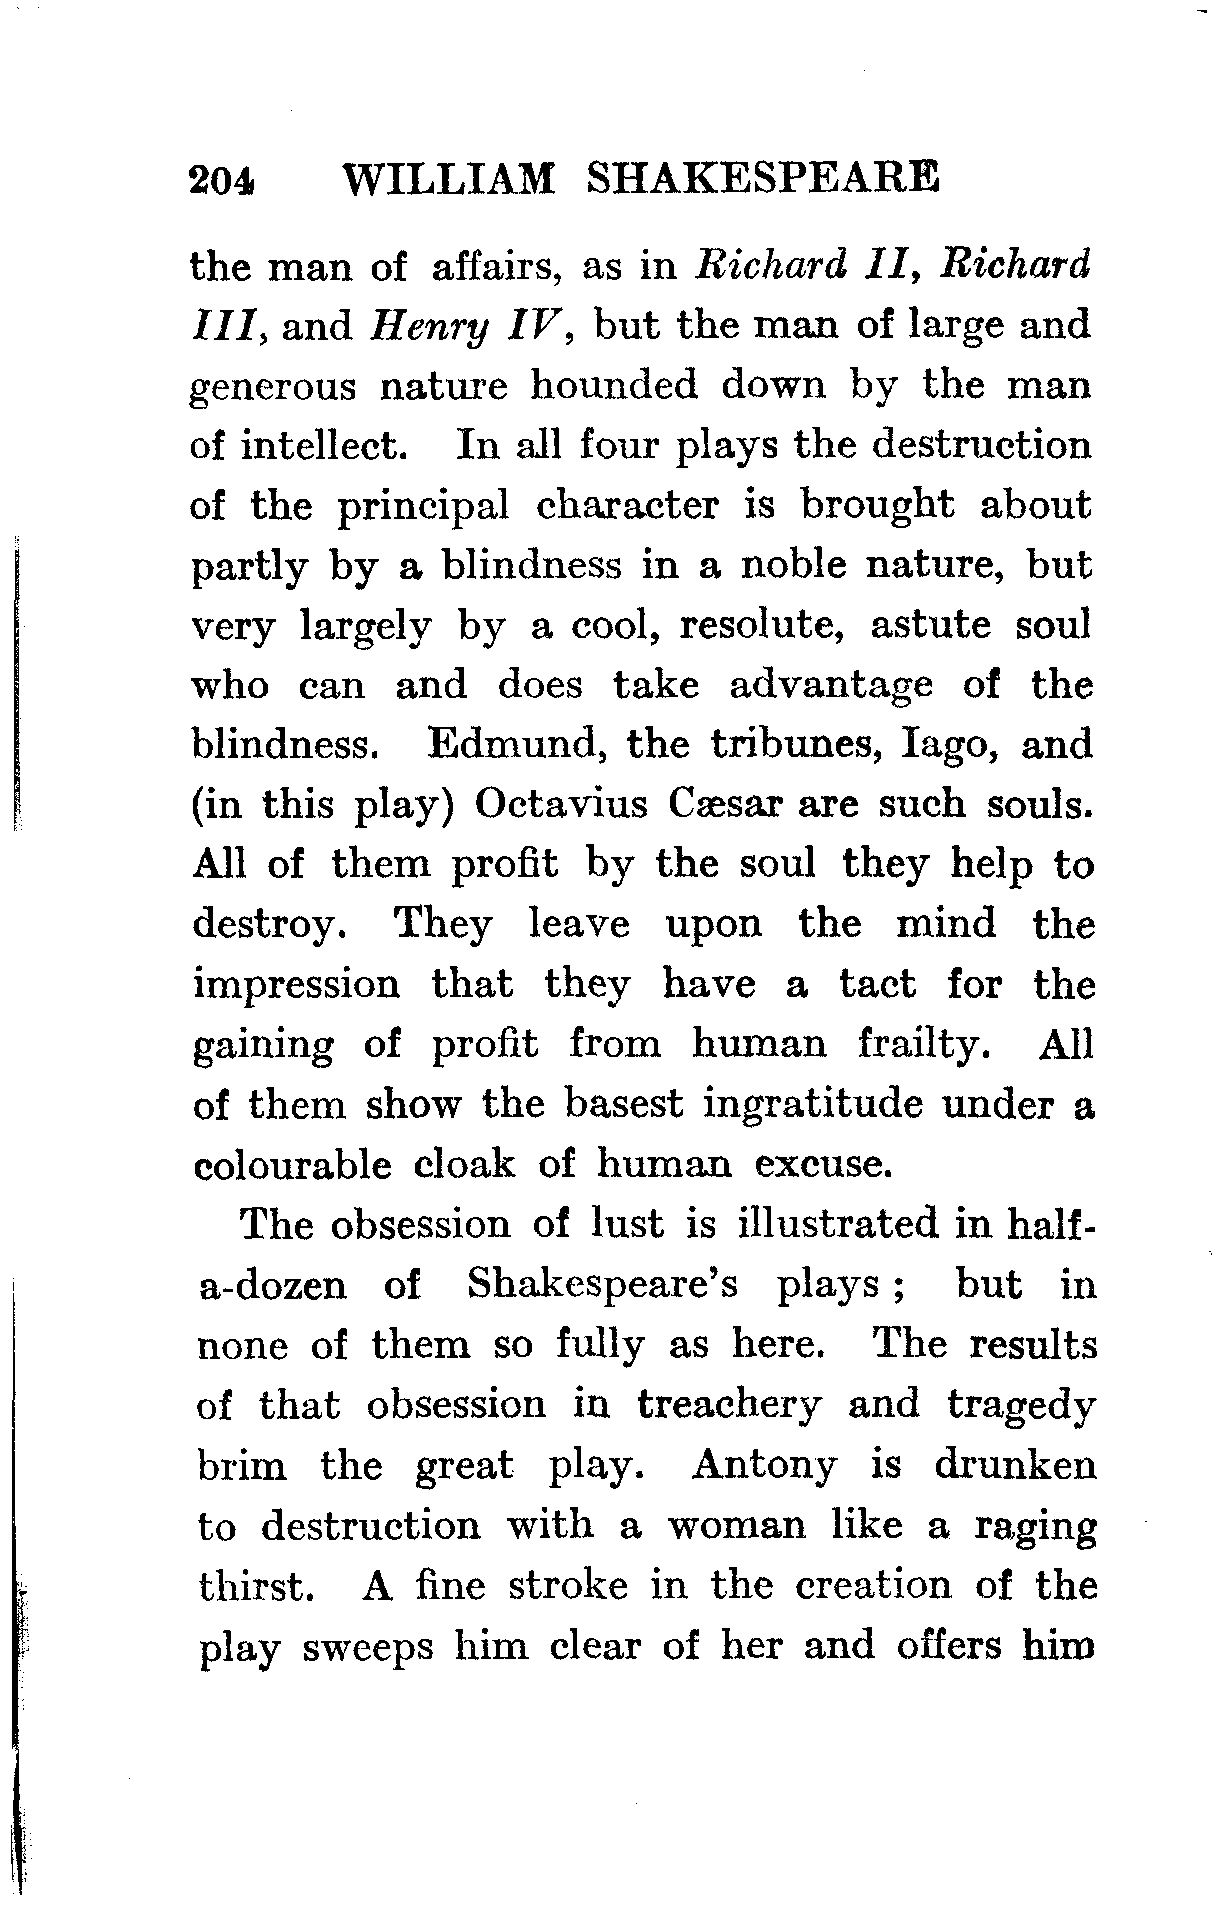 204 WILLIAM SHAKESPEARE
the man of affairs, as in Richard II, Richard
III, and Henry IV, but the man of large and
generous nature hounded down by the man
of intellect. In all four plays the destruction
of the principal character is brought about
partly by a blindness in a noble nature, but
very largely by a cool, resolute, astute soul
who can and does take advantage of the
blindness. Edmund, the tribunes, Iago, and
(in this play) Octavius Cæsar are such souls.
All of them profit by the soul they help to
destroy. They leave upon the mind the
impression that they have a tact for the
gaining of profit from human frailty. All
of them show the basest ingratitude under a
colourable cloak of human excuse.
The obsession of lust is illustrated in half-
a-dozen of Shakespeare's plays ; but in
none of them so fully as here. The results
of that obsession in treachery and tragedy
brim the great play. Antony is drunken
to destruction with a woman like a raging
thirst. A fine stroke in the creation of the
play sweeps him clear of her and offers him